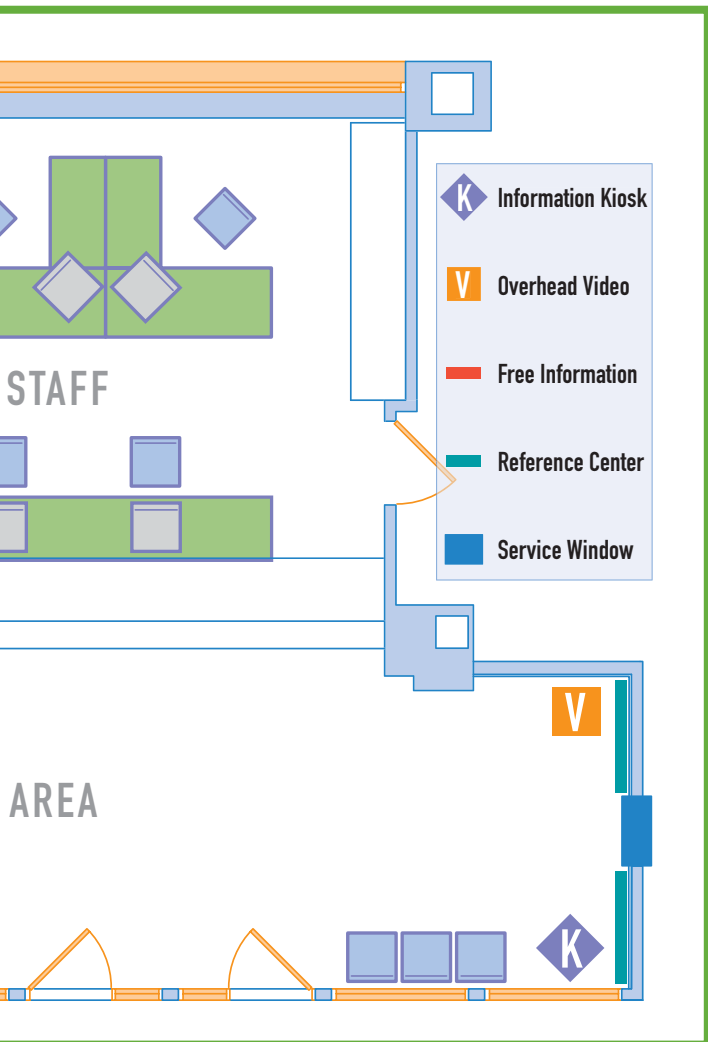 K Information Kiosk
V Overhead Video
Free Information
STAFF
Reference Center
Service Window
V
AREA
K